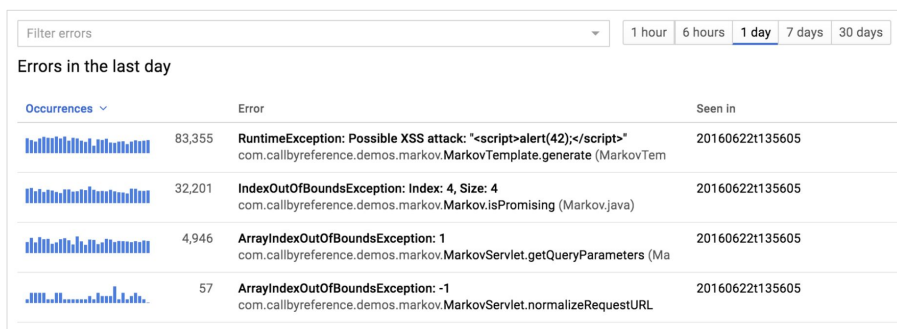 Filter errors
1 hour 6 hours 1 day 7 days 30 days
Errors in the last day
Occurrences Error Seen in
83,355 RuntimeException: Possible XSS attack: "<script>alert(42);</script>" 20160622t135605
com.callbyreference.demos.markov.MarkovTemplate.generate (MarkovTem
32,201 IndexOutOfBoundsException: Index: 4, Size: 4 20160622t135605
com.callbyreference.demos.markov.Markov.isPromising (Markov.java)
4,946 ArrayIndexOutOfBoundsException: 1 20160622t135605
com.callbyreference.demos.markov.MarkovServlet.getQueryParameters (Ma
57 ArrayIndexOutOfBoundsException: -1 20160622t135605
com.callbyreference.demos.markov.MarkovServlet.normalizeRequestURL